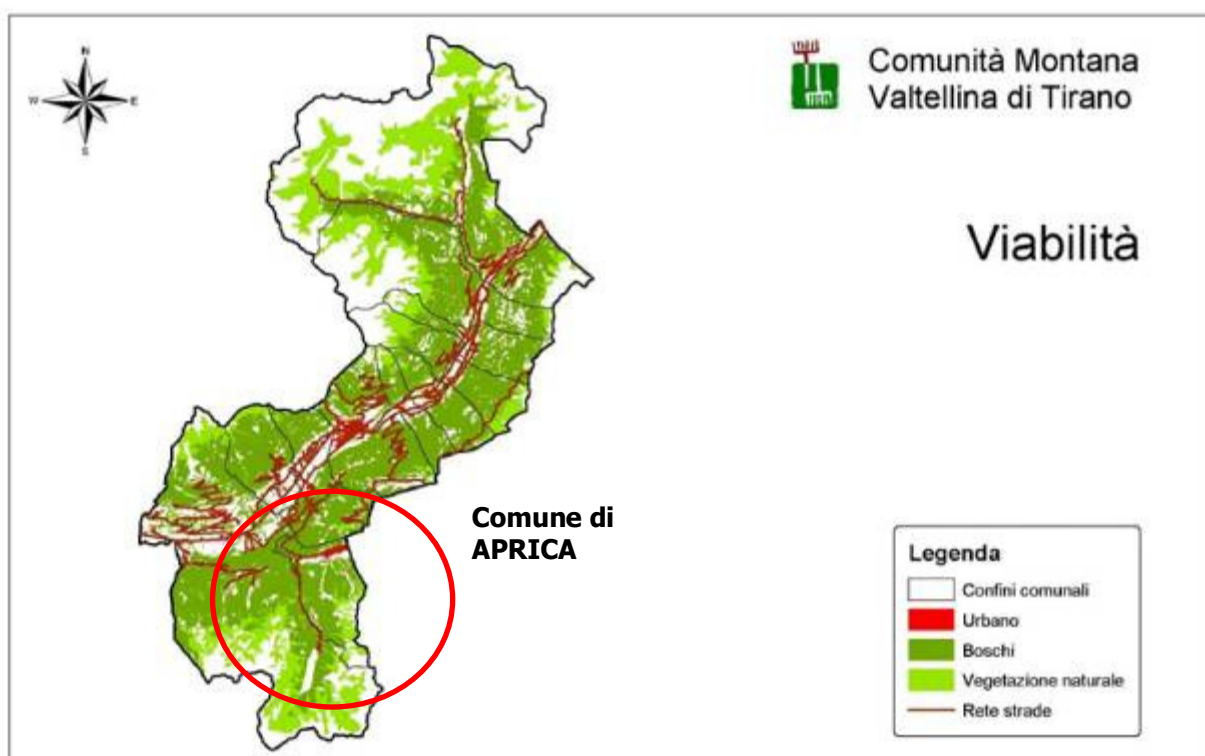 N
W
E
S
Comunità Montana
Valtellina di Tirano
Viabilità
Comune di
APRICA
Legenda
Confini comunali
Urbano
Boschi
Vegetazione naturale
Rete strade